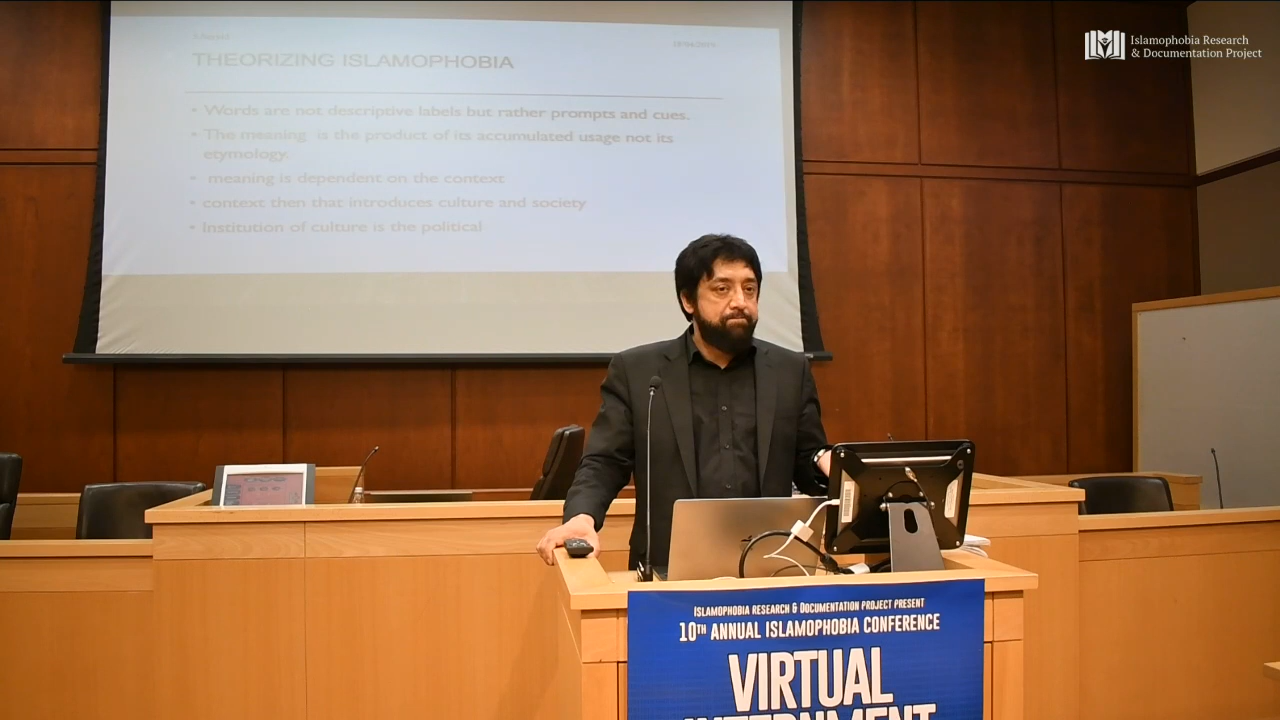 Islamophobia Research
& Documentation Project
THEORIZING ISLAMOPHOBIA
• Words are not descriptive labels but rather prompts and cues.
• The meaning is the product of its accumulated usage not its
etymology.
• meaning is dependent on the context
• context then that introduces culture and society
• Institution of culture is the political
ISLAMOPHOBIA RESEARCH & DOCUMENTATION PROJECT PRESENT
10TH ANNUAL ISLAMOPHOBIA CONFERENCE
VIRTUAL
INTERNMENT